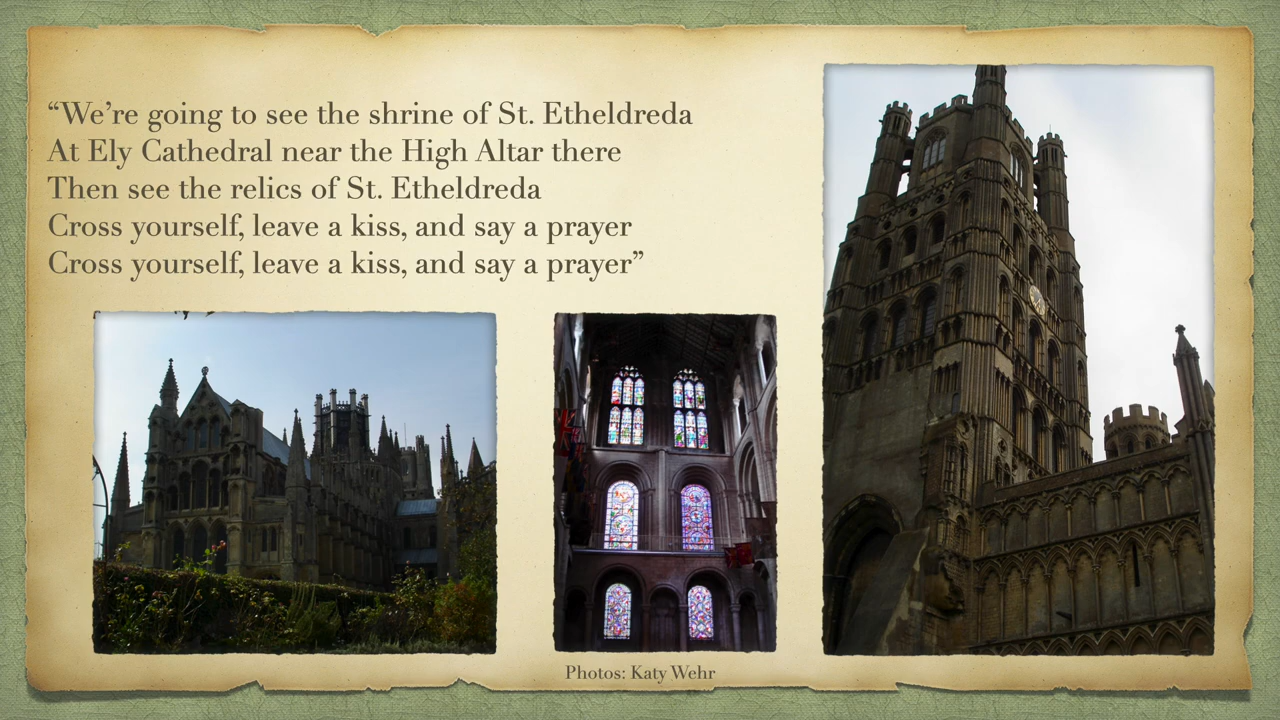 “We’re going to see the shrine of St. Etheldreda
At Ely Cathedral near the High Altar there
Then see the relics of St. Etheldreda
Cross yourself, leave a kiss, and say a prayer
Cross yourself, leave a kiss, and say a prayer”
Photos: Katy Wehr